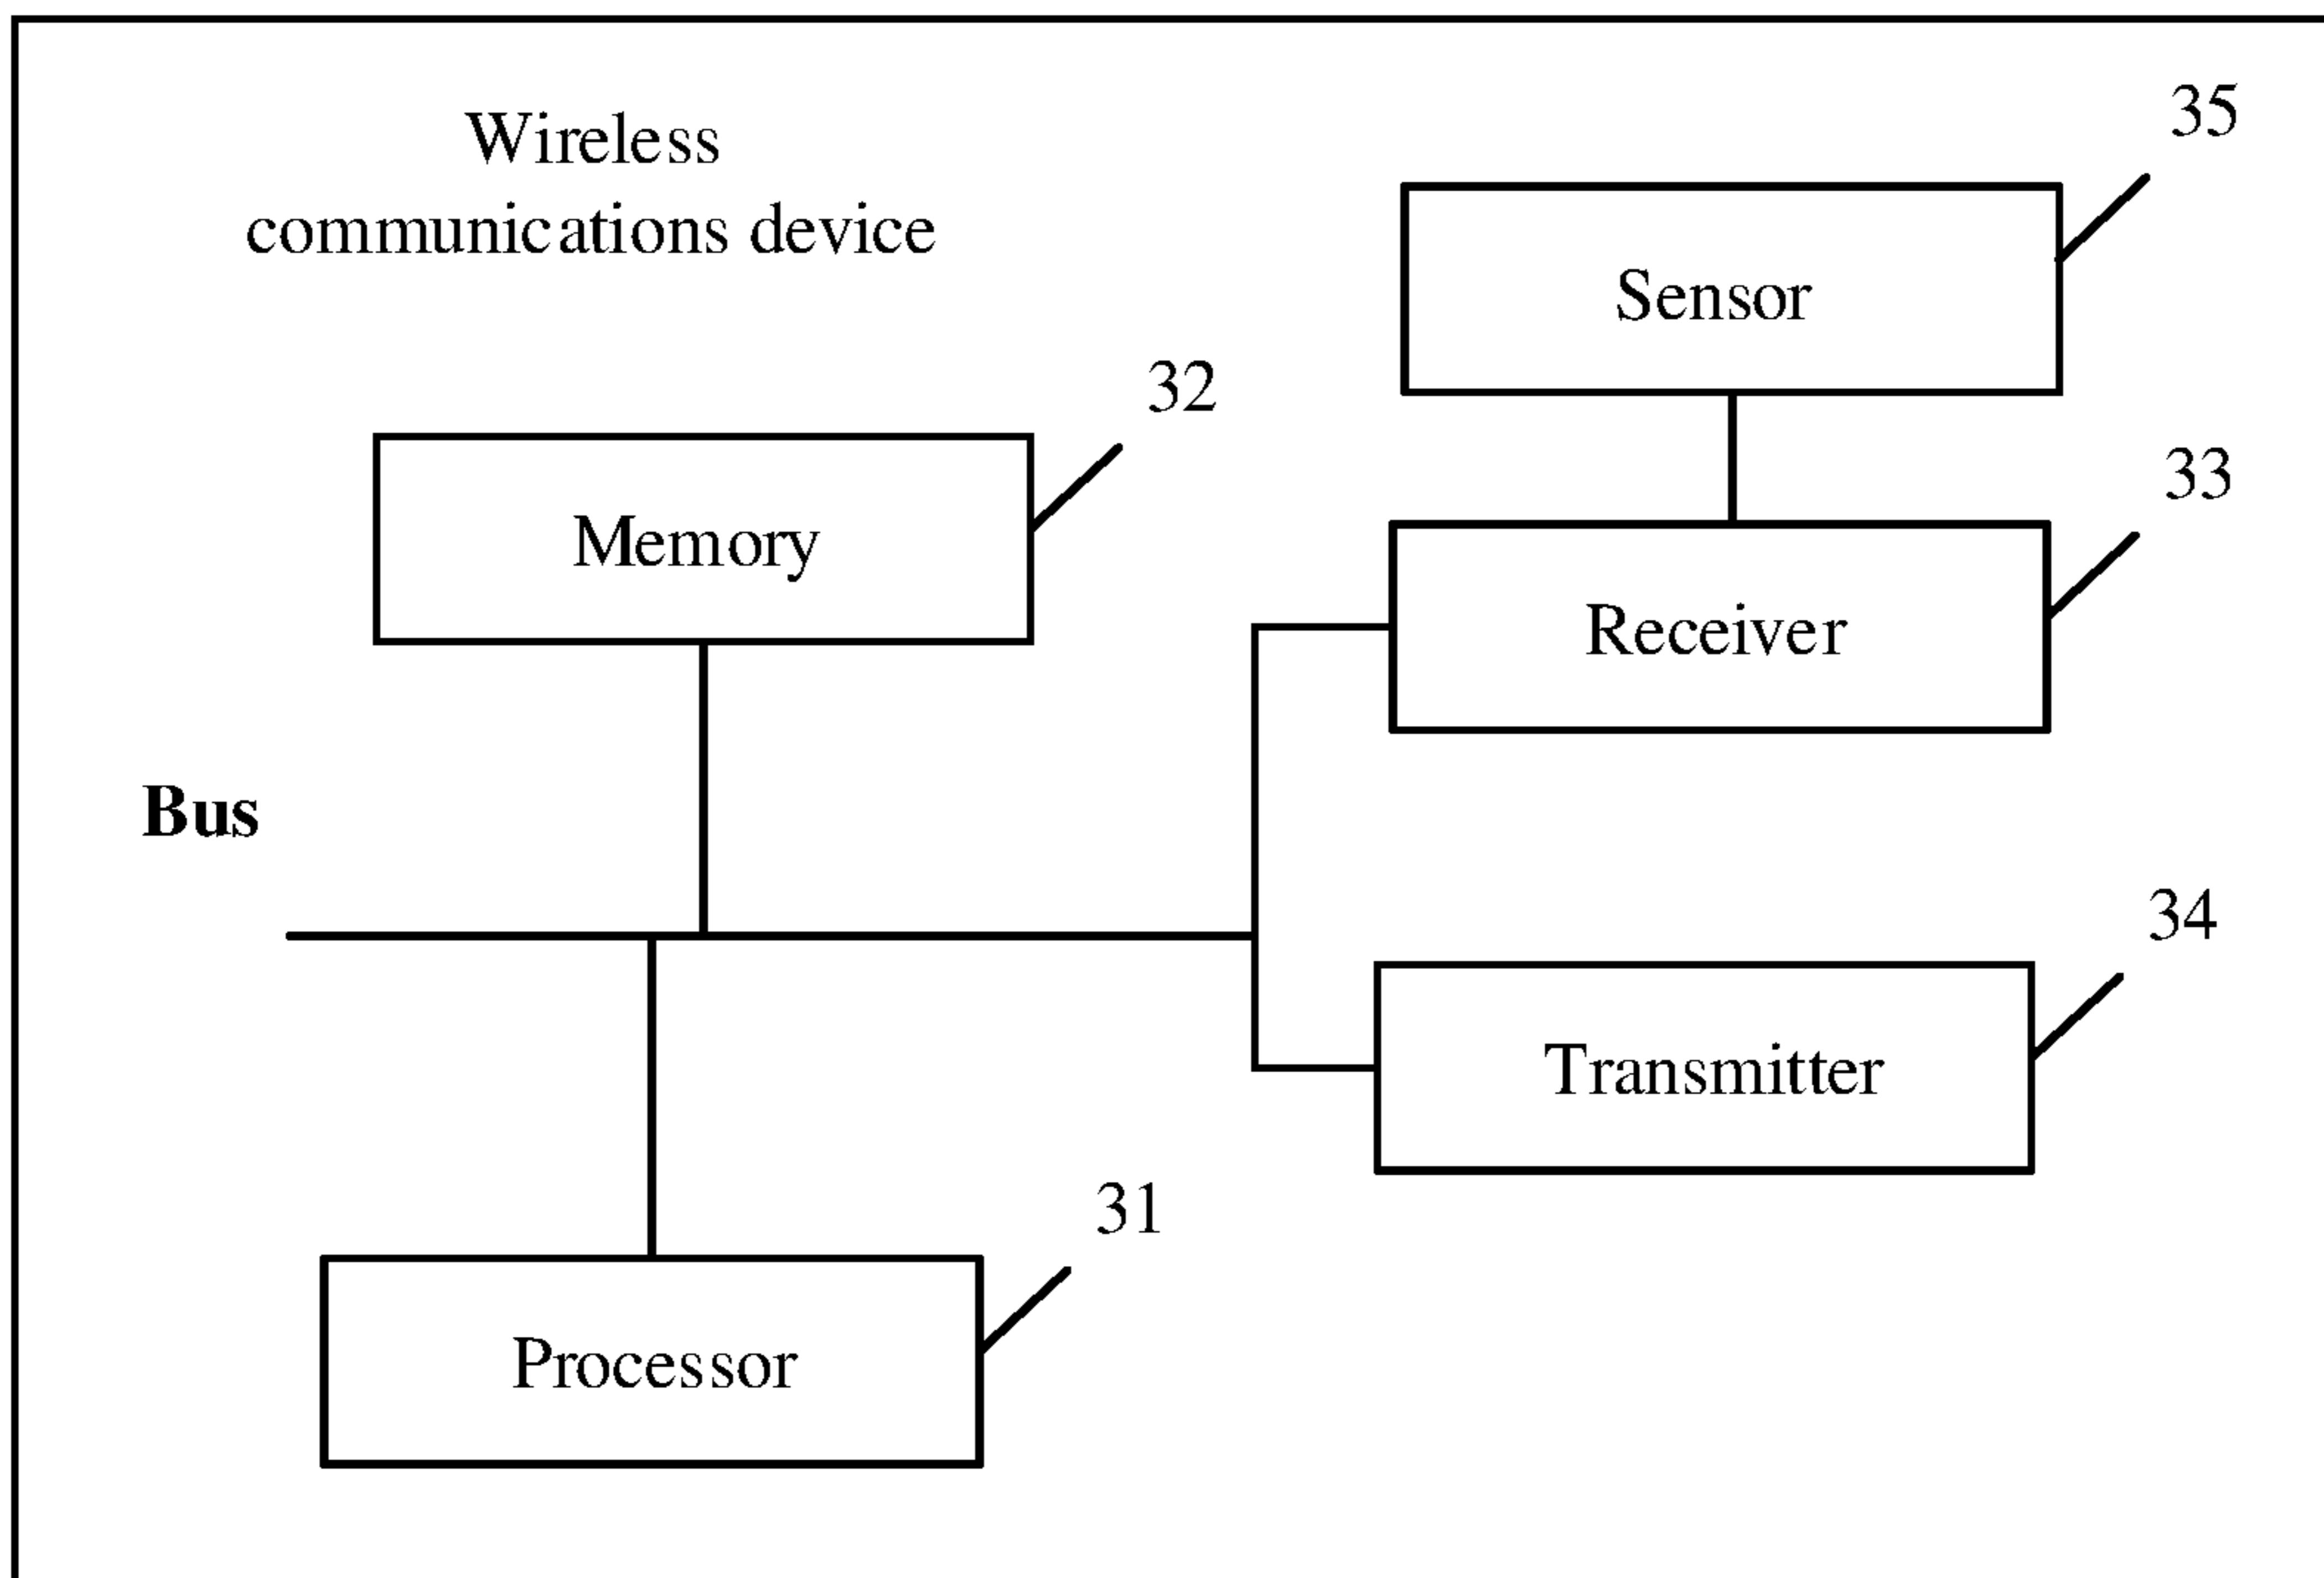 Wireless
communications device
35
Sensor
32
Memory
33
Receiver
Bus
34
Transmitter
31
Processor